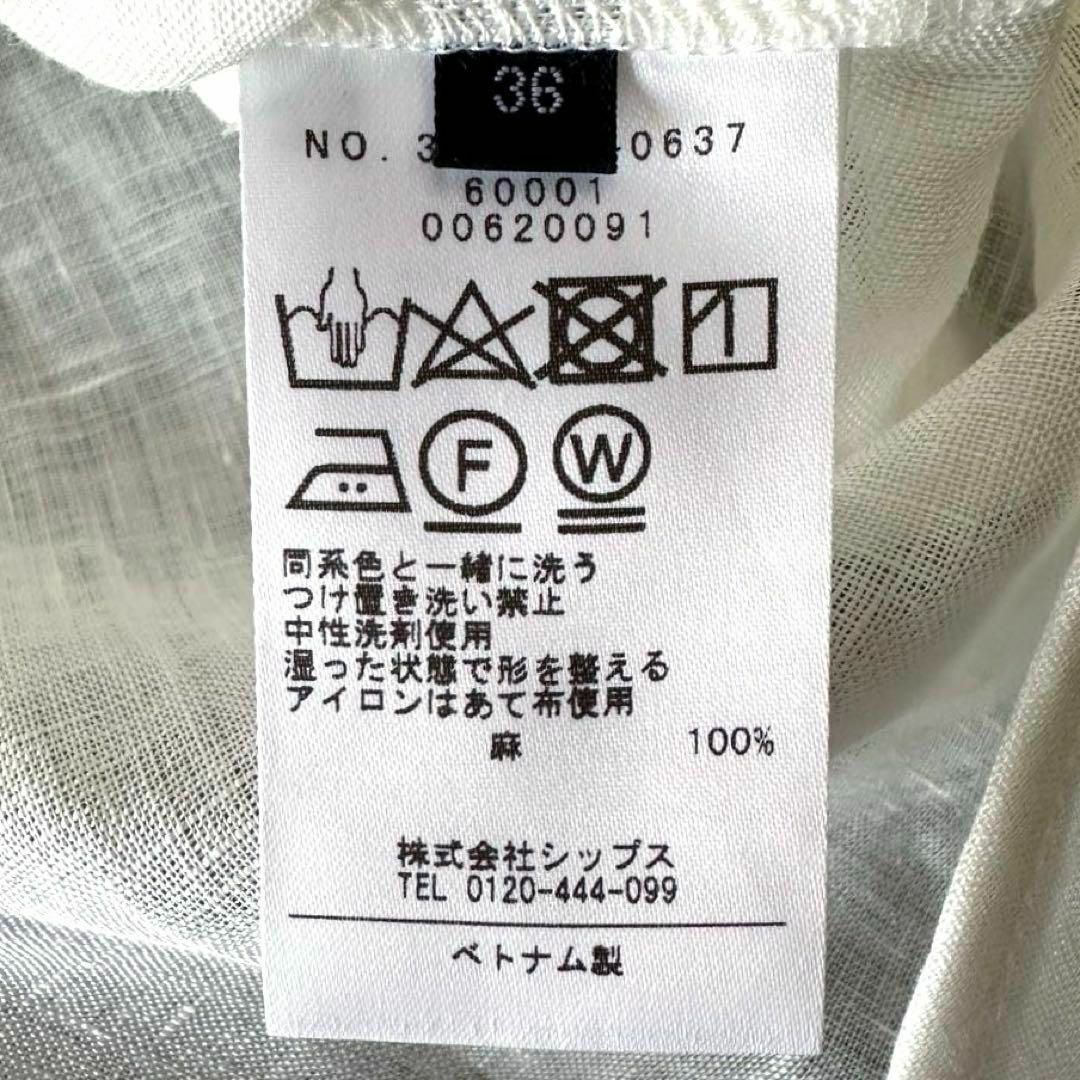 36
NO. 3 -0637
60001
00620091
F W
同系色と一緒に洗う
つけ置き洗い禁止
中性洗剤使用
湿った状態で形を整える
アイロンはあて布使用
麻 100%
株式会社シップス
TEL 0120-444-099
ベトナム製